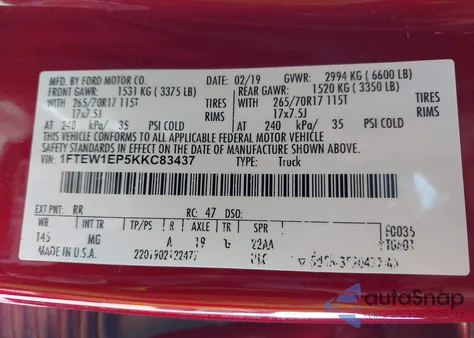 MFD. BY FORD MOTOR CO.
DATE: 02/19 GVWR: 2994 KG (6600 LB)
FRONT GAWR: 1531 KG (3375 LB) REAR GAWR: 1520 KG (3350 LB)
WITH 265/70R17 115T TIRES WITH 265/70R17 115T TIRES
17x7.5J RIMS 17x7.5J RIMS
AT 240 kPa/ 35 PSI COLD AT 240 kPa/ 35 PSI COLD
THIS VEHICLE CONFORMS TO ALL APPLICABLE FEDERAL MOTOR VEHICLE
SAFETY STANDARDS IN EFFECT ON THE DATE OF MANUFACTURE SHOWN ABOVE.
VIN: 1FTEW1EP5KKC83437 TYPE: Truck
EXT PNT: RR RC: 47 DSO:
WB INT TR TP/PS R AXLE TR SPR
145 MG A 19 22AA
MADE IN U.S.A.
autoSnap